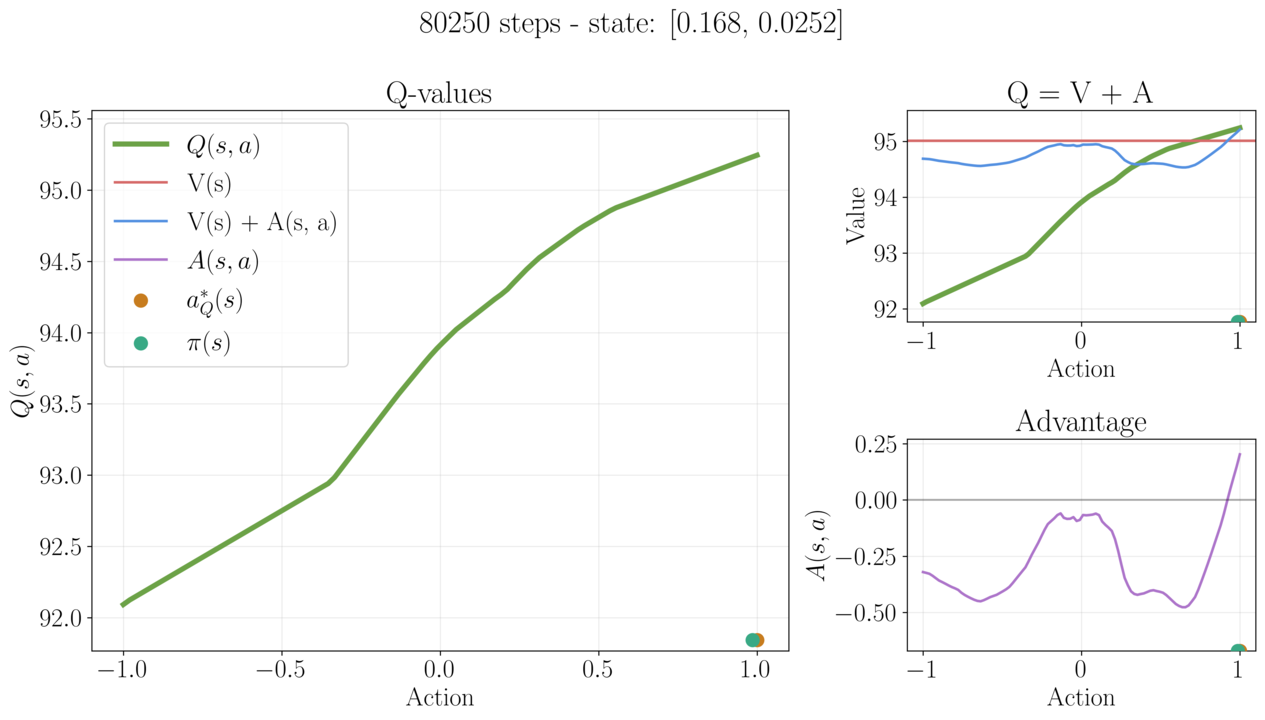 80250 steps - state: [0.168, 0.0252]
Q-values
95.5
95.0
94.5
94.0
93.5
93.0
92.5
92.0
Q(s, a)
Q(s, a)
V(s)
V(s) + A(s, a)
A(s, a)
a*Q(s)
π(s)
−1.0
−0.5
0.0
0.5
1.0
Action
Q = V + A
95
94
93
92
Value
−1
0
1
Action
Advantage
0.25
0.00
−0.25
−0.50
A(s, a)
−1
0
1
Action